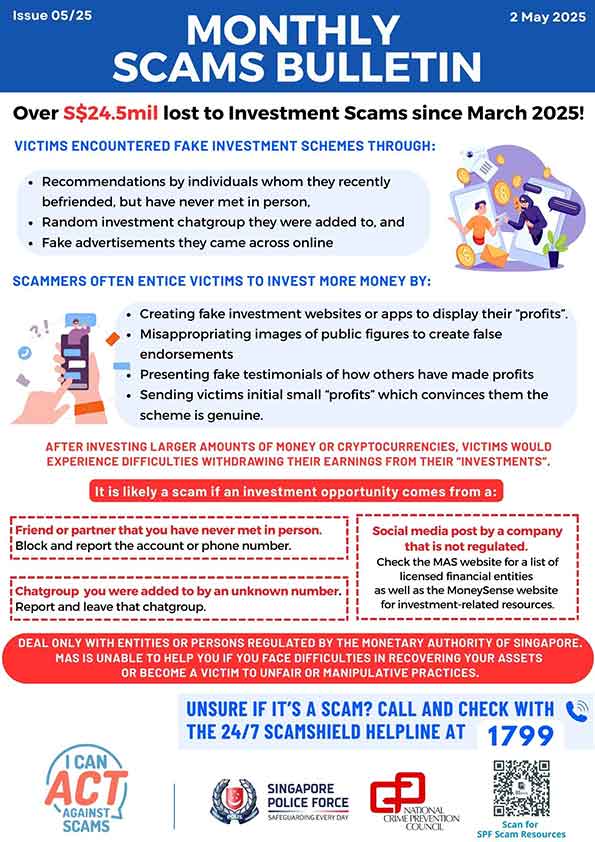 Issue 05/25
2 May 2025
MONTHLY
SCAMS BULLETIN
Over S$24.5mil lost to Investment Scams since March 2025!
VICTIMS ENCOUNTERED FAKE INVESTMENT SCHEMES THROUGH:
• Recommendations by individuals whom they recently
befriended, but have never met in person,
• Random investment chatgroup they were added to, and
• Fake advertisements they came across online
SCAMMERS OFTEN ENTICE VICTIMS TO INVEST MORE MONEY BY:
• Creating fake investment websites or apps to display their “profits”.
• Misappropriating images of public figures to create false
endorsements
• Presenting fake testimonials of how others have made profits
• Sending victims initial small “profits” which convinces them the
scheme is genuine.
AFTER INVESTING LARGER AMOUNTS OF MONEY OR CRYPTOCURRENCIES, VICTIMS WOULD
EXPERIENCE DIFFICULTIES WITHDRAWING THEIR EARNINGS FROM THEIR “INVESTMENTS”.
It is likely a scam if an investment opportunity comes from a:
Friend or partner that you have never met in person.
Block and report the account or phone number.
Chatgroup you were added to by an unknown number.
Report and leave that chatgroup.
Social media post by a company
that is not regulated.
Check the MAS website for a list of
licensed financial entities
as well as the MoneySense website
for investment-related resources.
DEAL ONLY WITH ENTITIES OR PERSONS REGULATED BY THE MONETARY AUTHORITY OF SINGAPORE.
MAS IS UNABLE TO HELP YOU IF YOU FACE DIFFICULTIES IN RECOVERING YOUR ASSETS
OR BECOME A VICTIM TO UNFAIR OR MANIPULATIVE PRACTICES.
UNSURE IF IT’S A SCAM? CALL AND CHECK WITH
THE 24/7 SCAMSHIELD HELPLINE AT 1799
I CAN
ACT
AGAINST
SCAMS
SINGAPORE
POLICE FORCE
SAFEGUARDING EVERY DAY
NATIONAL
CRIME PREVENTION
COUNCIL
Scan for
SPF Scam Resources